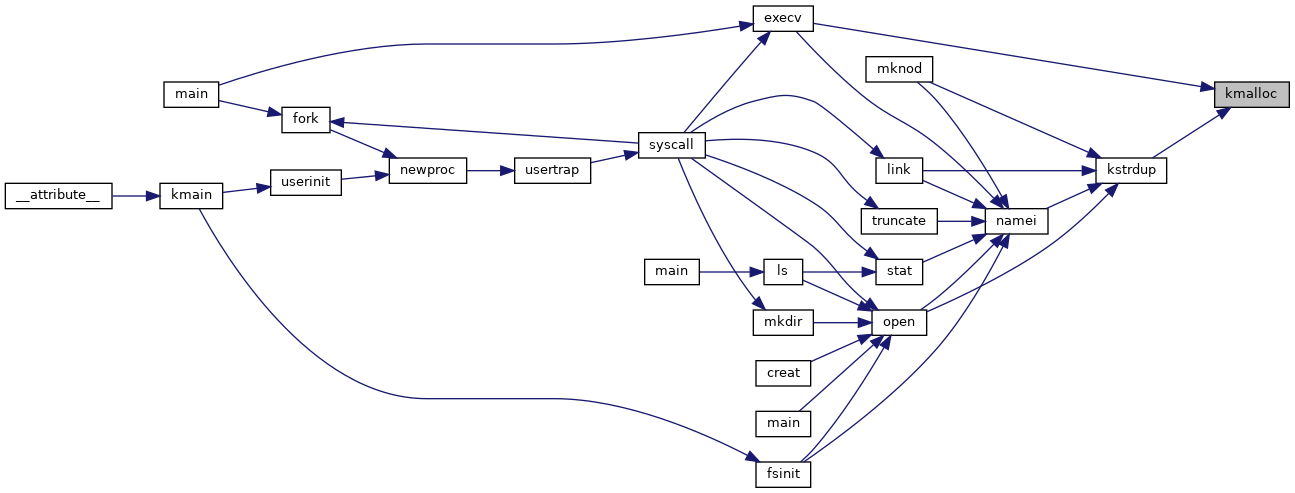 execv
mknod
main
kmalloc
fork
syscall
link
kstrdup
newproc
usertrap
userinit
__attribute__
kmain
truncate
namei
main
ls
stat
mkdir
open
creat
main
fsinit